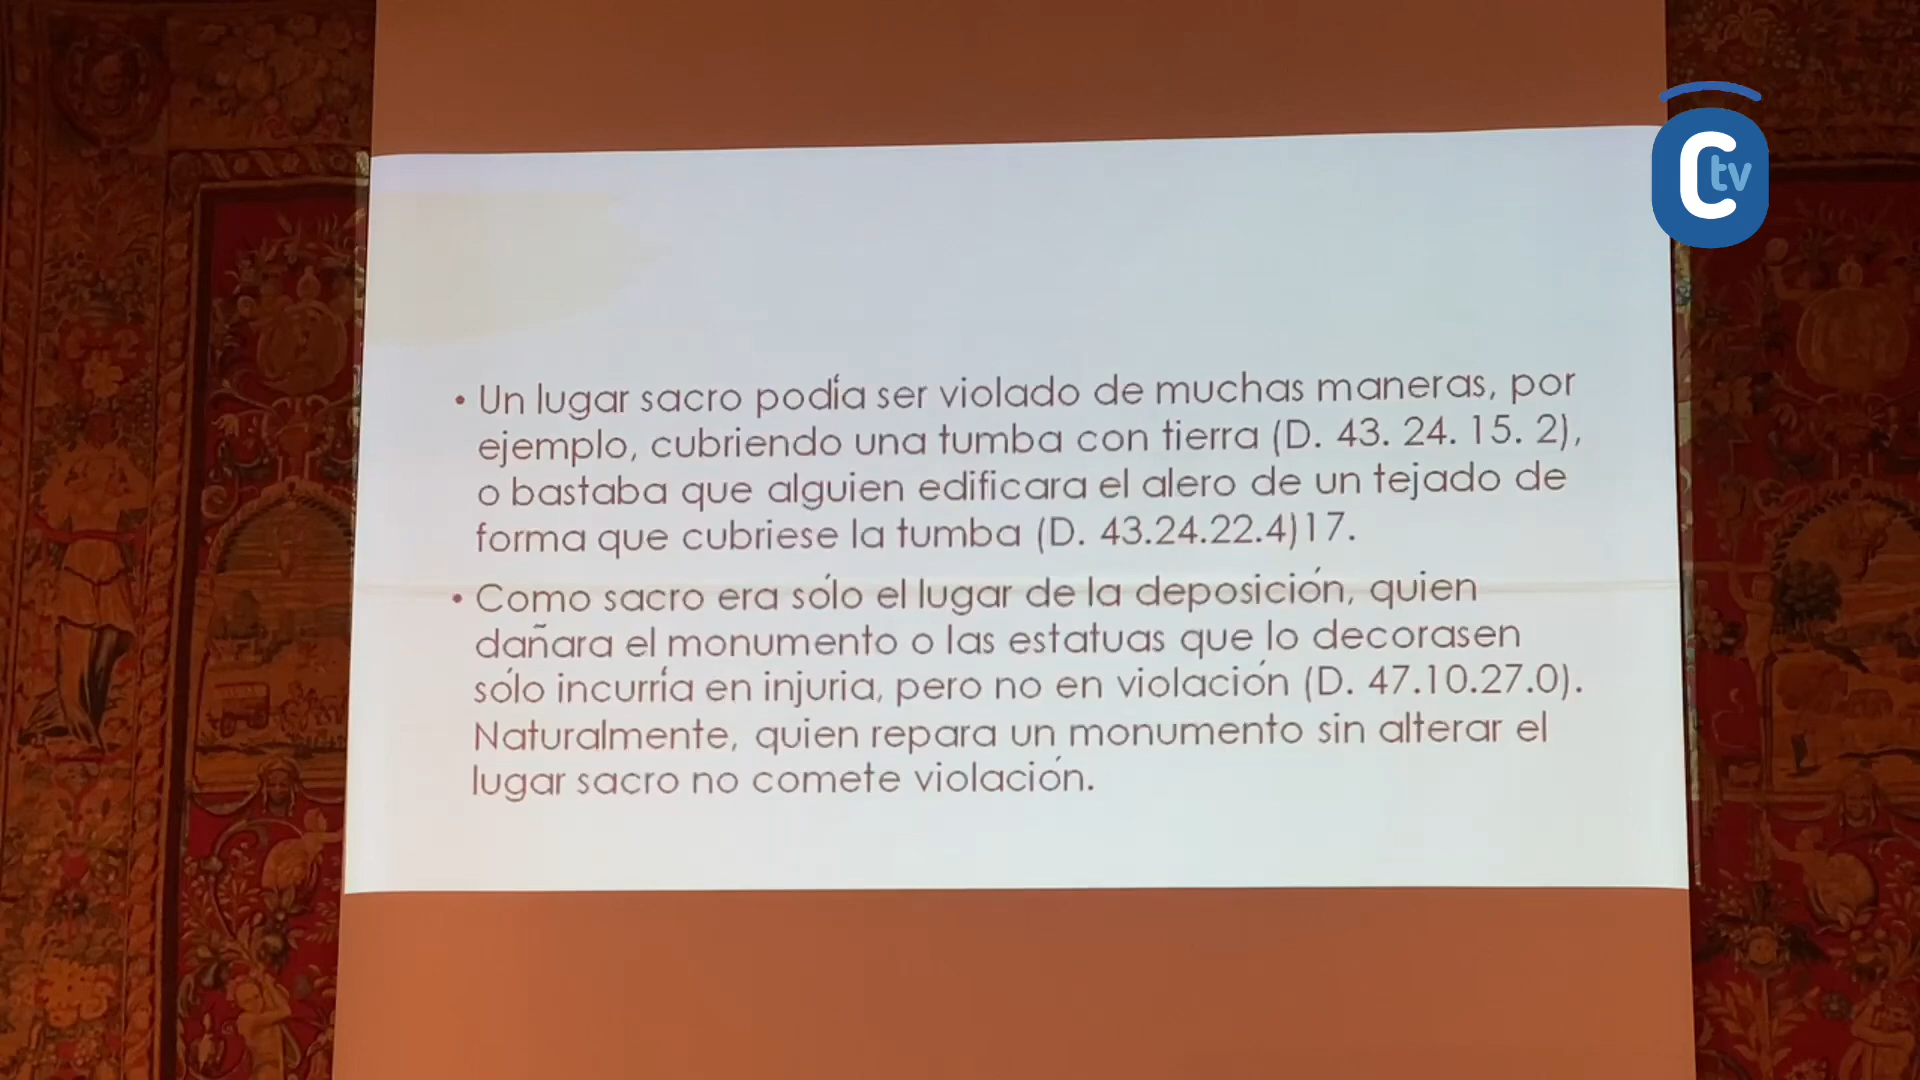 • Un lugar sacro podía ser violado de muchas maneras, por
ejemplo, cubriendo una tumba con tierra (D. 43. 24. 15. 2),
o bastaba que alguien edificara el alero de un tejado de
forma que cubriese la tumba (D. 43.24.22.4)17.
• Como sacro era sólo el lugar de la deposición, quien
dañara el monumento o las estatuas que lo decorasen
sólo incurría en injuria, pero no en violación (D. 47.10.27.0).
Naturalmente, quien repara un monumento sin alterar el
lugar sacro no comete violación.
Ctv